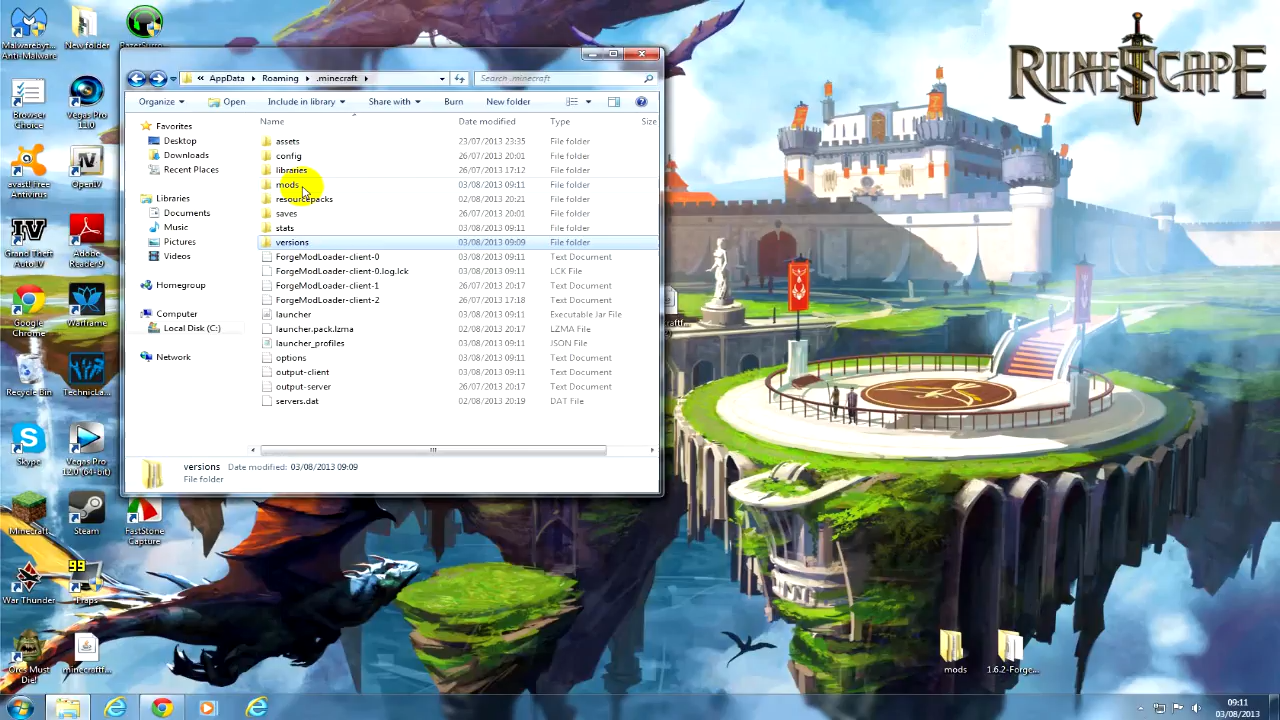 Malwareby...
Anti-Malware
New folder
RUNESCAPE
AppData
Roaming
.minecraft
Search .minecraft
Organize
Open
Include in library
Share with
Burn
New folder
Name
Date modified
Type
Size
Favorites
Desktop
Downloads
Recent Places
Libraries
Documents
Music
Pictures
Videos
Homegroup
Computer
Local Disk (C:)
Network
assets 23/07/2013 23:35 File folder
config 26/07/2013 20:01 File folder
libraries 26/07/2013 17:12 File folder
mods 03/08/2013 09:11 File folder
resourcepacks 02/08/2013 20:21 File folder
saves 26/07/2013 20:01 File folder
stats 03/08/2013 09:11 File folder
versions 03/08/2013 09:09 File folder
ForgeModLoader-client-0 03/08/2013 09:11 Text Document
ForgeModLoader-client-0.log.lck 03/08/2013 09:11 LCK File
ForgeModLoader-client-1 26/07/2013 20:17 Text Document
ForgeModLoader-client-2 26/07/2013 17:18 Text Document
launcher 03/08/2013 09:11 Executable Jar File
launcher.pack.lzma 02/08/2013 20:17 LZMA File
launcher_profiles 03/08/2013 09:11 JSON File
options 03/08/2013 09:11 Text Document
output-client 03/08/2013 09:11 Text Document
output-server 26/07/2013 20:17 Text Document
servers.dat 02/08/2013 20:19 DAT File
versions Date modified: 03/08/2013 09:09
File folder
Browser
Choice
Vegas Pro
11.0
avast! Free
Antivirus
OpenIV
Grand Theft
Auto IV
Adobe
Reader 9
Google
Chrome
Warframe
Recycle Bin
TechnicLa...
Skype
Vegas Pro
12.0 (64-bit)
Minecraft
Steam
FastStone
Capture
War Thunder
99
Fraps
Orcs Must
Die!
minecraftf...
mods
1.6.2-Forge...
09:11
03/08/2013